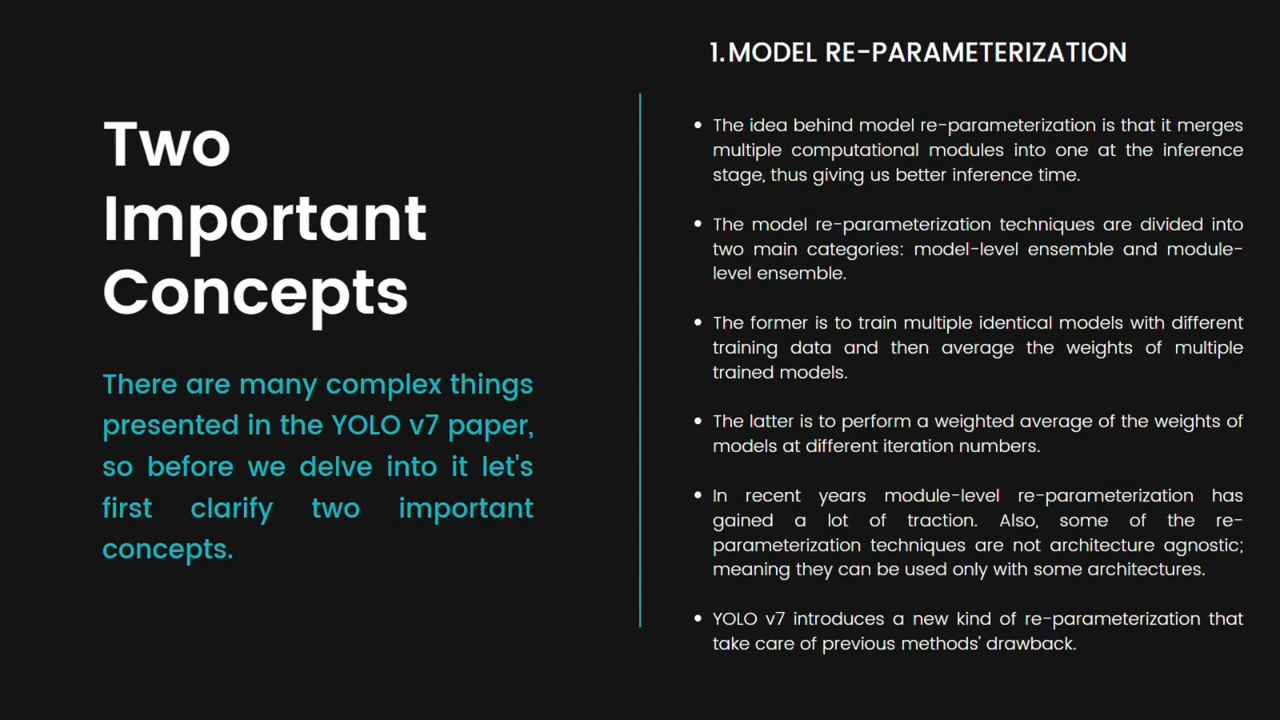 Two
Important
Concepts
There are many complex things
presented in the YOLO v7 paper,
so before we delve into it let's
first clarify two important
concepts.
1.MODEL RE-PARAMETERIZATION
• The idea behind model re-parameterization is that it merges
multiple computational modules into one at the inference
stage, thus giving us better inference time.
• The model re-parameterization techniques are divided into
two main categories: model-level ensemble and module-
level ensemble.
• The former is to train multiple identical models with different
training data and then average the weights of multiple
trained models.
• The latter is to perform a weighted average of the weights of
models at different iteration numbers.
• In recent years module-level re-parameterization has
gained a lot of traction. Also, some of the re-
parameterization techniques are not architecture agnostic;
meaning they can be used only with some architectures.
• YOLO v7 introduces a new kind of re-parameterization that
take care of previous methods' drawback.